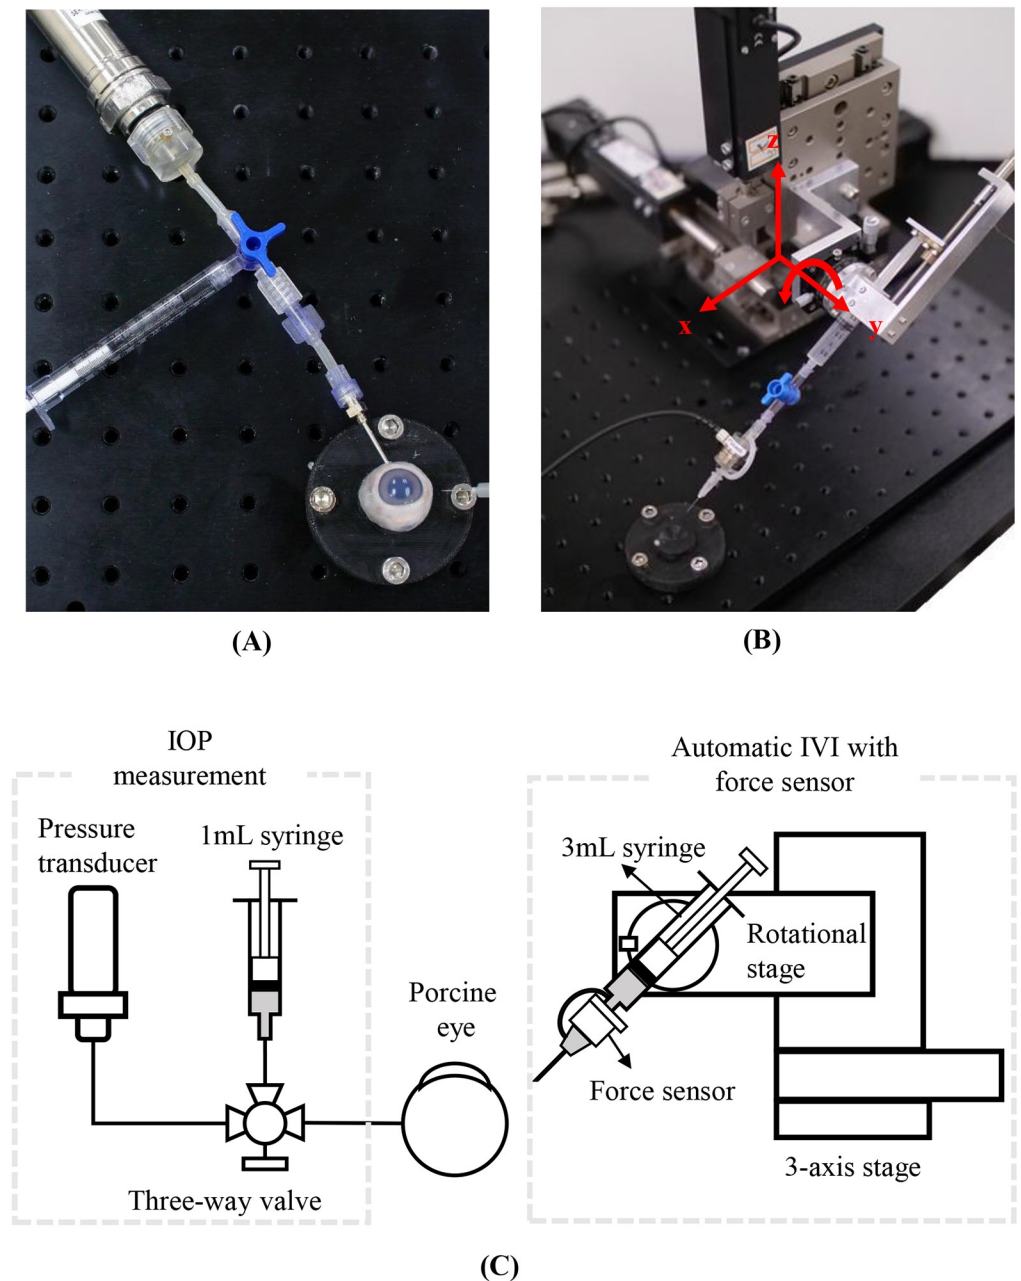 z
x
y
(A)
(B)
IOP
measurement
Automatic IVI with
force sensor
Pressure
transducer
1mL syringe
3mL syringe
Rotational
stage
Porcine
eye
Force sensor
Three-way valve
3-axis stage
(C)